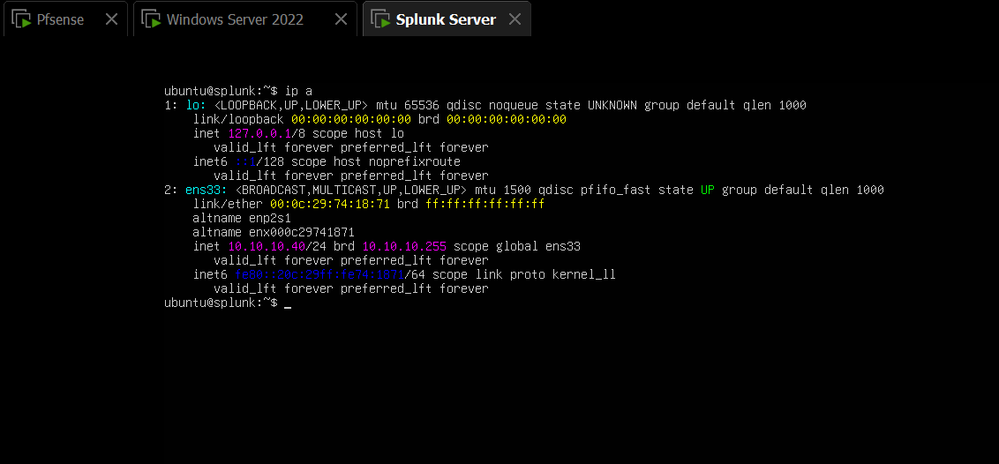 Pfsense
Windows Server 2022
Splunk Server
ubuntu@splunk:~$ ip a
1: lo: <LOOPBACK,UP,LOWER_UP> mtu 65536 qdisc noqueue state UNKNOWN group default qlen 1000
    link/loopback 00:00:00:00:00:00 brd 00:00:00:00:00:00
    inet 127.0.0.1/8 scope host lo
       valid_lft forever preferred_lft forever
    inet6 ::1/128 scope host noprefixroute
       valid_lft forever preferred_lft forever
2: ens33: <BROADCAST,MULTICAST,UP,LOWER_UP> mtu 1500 qdisc pfifo_fast state UP group default qlen 1000
    link/ether 00:0c:29:74:18:71 brd ff:ff:ff:ff:ff:ff
    altname enp2s1
    altname enx000c29741871
    inet 10.10.10.40/24 brd 10.10.10.255 scope global ens33
       valid_lft forever preferred_lft forever
    inet6 fe80::20c:29ff:fe74:1871/64 scope link proto kernel_ll
       valid_lft forever preferred_lft forever
ubuntu@splunk:~$ _